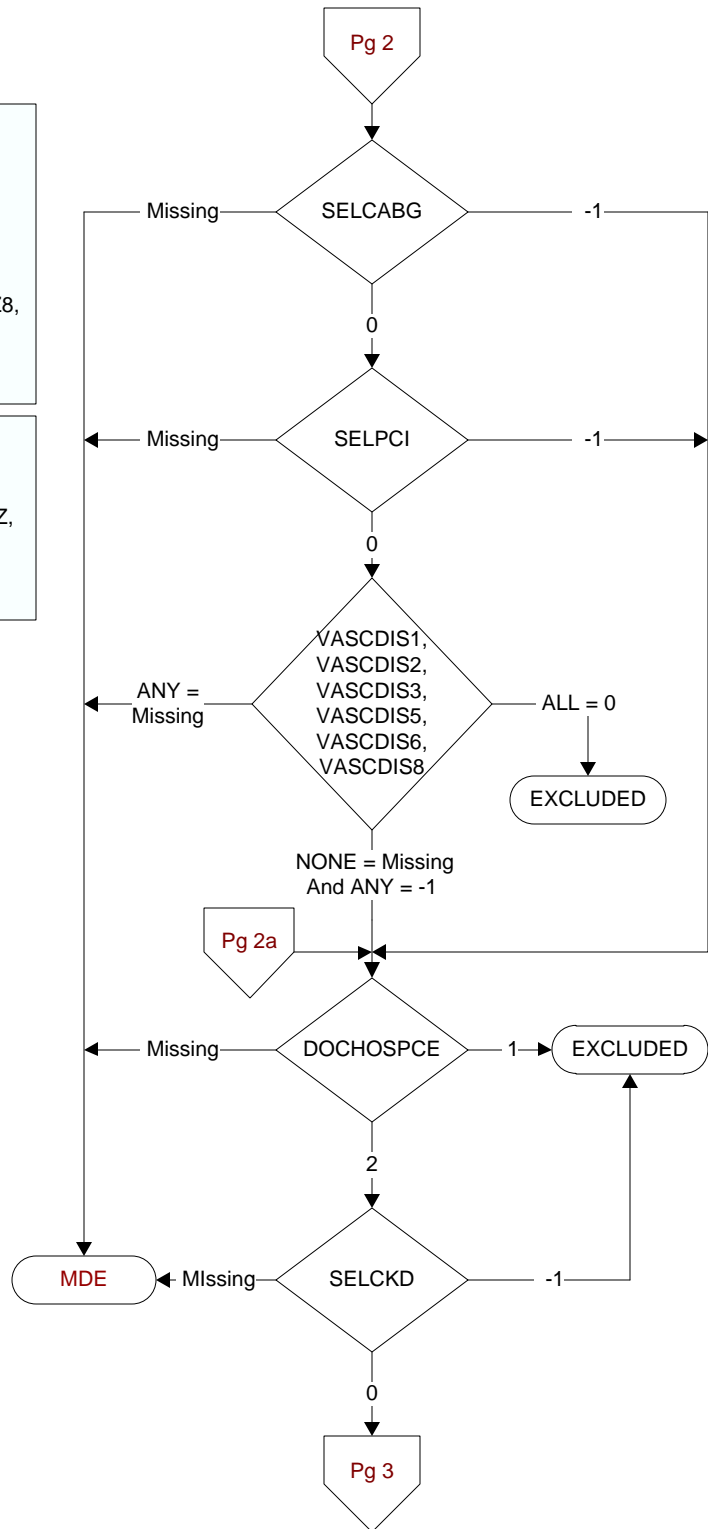 Pg 2
Missing
SELCABG
-1
8,
0
Missing
SELPCI
-1
Z,
0
VASCDIS1,
VASCDIS2,
VASCDIS3,
VASCDIS5,
VASCDIS6,
VASCDIS8
ANY =
Missing
ALL = 0
EXCLUDED
NONE = Missing
And ANY = -1
Pg 2a
Missing
DOCHOSPCE
1
EXCLUDED
2
MDE
MIssing
SELCKD
-1
0
Pg 3